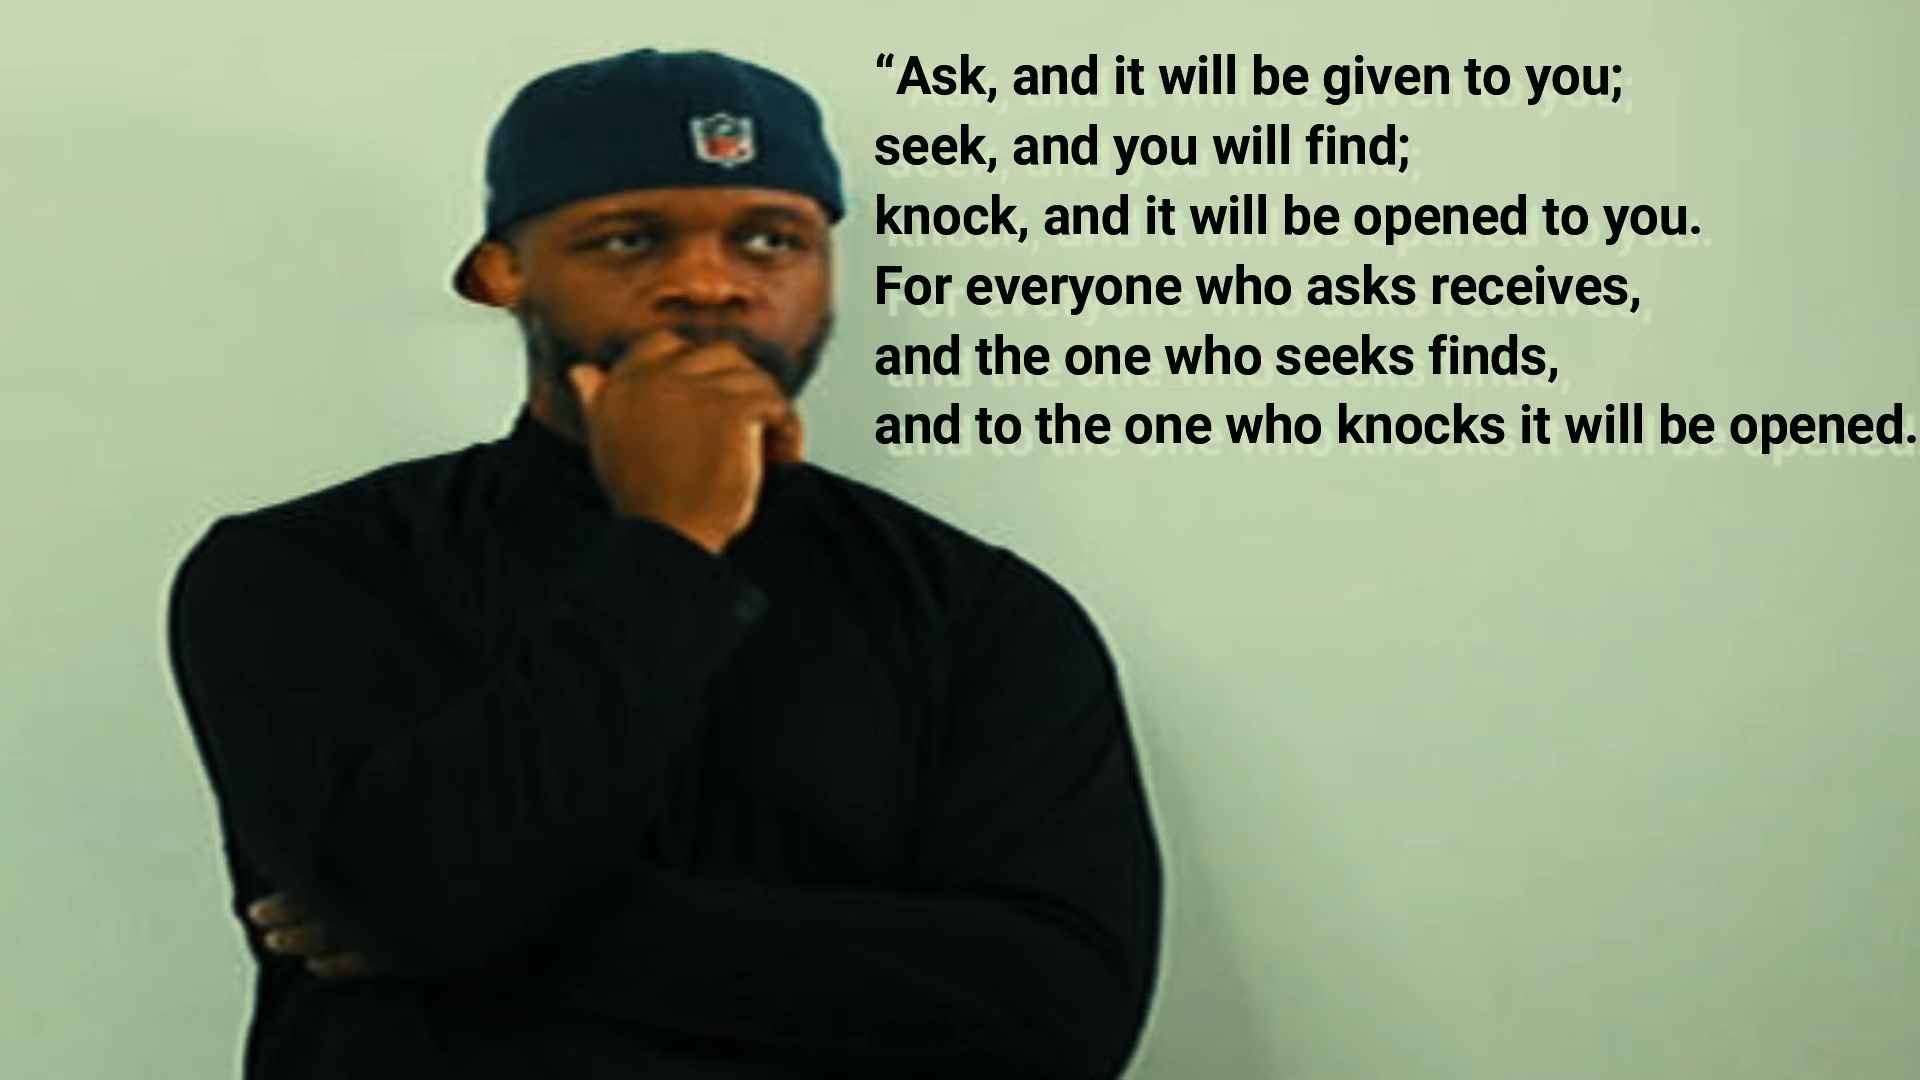 “Ask, and it will be given to you;
seek, and you will find;
knock, and it will be opened to you.
For everyone who asks receives,
and the one who seeks finds,
and to the one who knocks it will be opened.